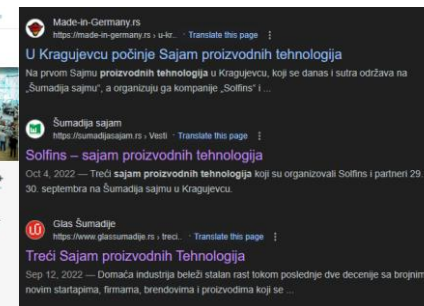 Made-in-Germany.rs
https://made-in-germany.rs › u-kr... · Translate this page
U Kragujevcu počinje Sajam proizvodnih tehnologija
Na prvom Sajmu proizvodnih tehnologija u Kragujevcu, koji se danas i sutra održava na
„Šumadija sajmu”, a organizuju ga kompanije „Solfins” i ...
Šumadija sajam
https://sumadijasajam.rs › Vesti · Translate this page
Solfins – sajam proizvodnih tehnologija
Oct 4, 2022 — Treći sajam proizvodnih tehnologija koji su organizovali Solfins i partneri 29.
30. septembra na Šumadija sajmu u Kragujevcu.
Glas Šumadije
https://www.glassumadije.rs › treci... · Translate this page
Treći Sajam proizvodnih Tehnologija
Sep 12, 2022 — Domaća industrija beleži stalan rast tokom poslednje dve decenije sa brojnim
novim startapima, firmama, brendovima i proizvodima koji se ...